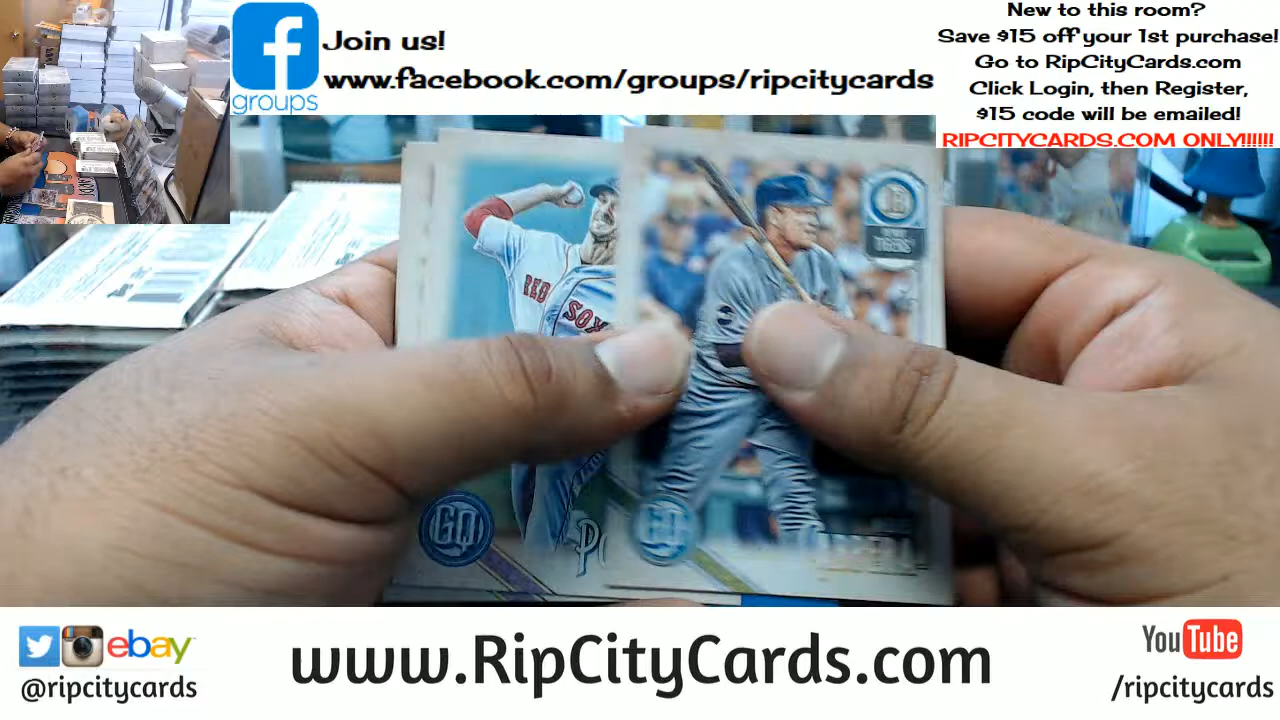 Join us!
www.facebook.com/groups/ripcitycards
groups
New to this room?
Save $15 off your 1st purchase!
Go to RipCityCards.com
Click Login, then Register,
$15 code will be emailed!
RIPCITYCARDS.COM ONLY!!!!!!
TIGERS
RED SOX
GQ
GQ
ebay
@ripcitycards
www.RipCityCards.com
YouTube
/ripcitycards